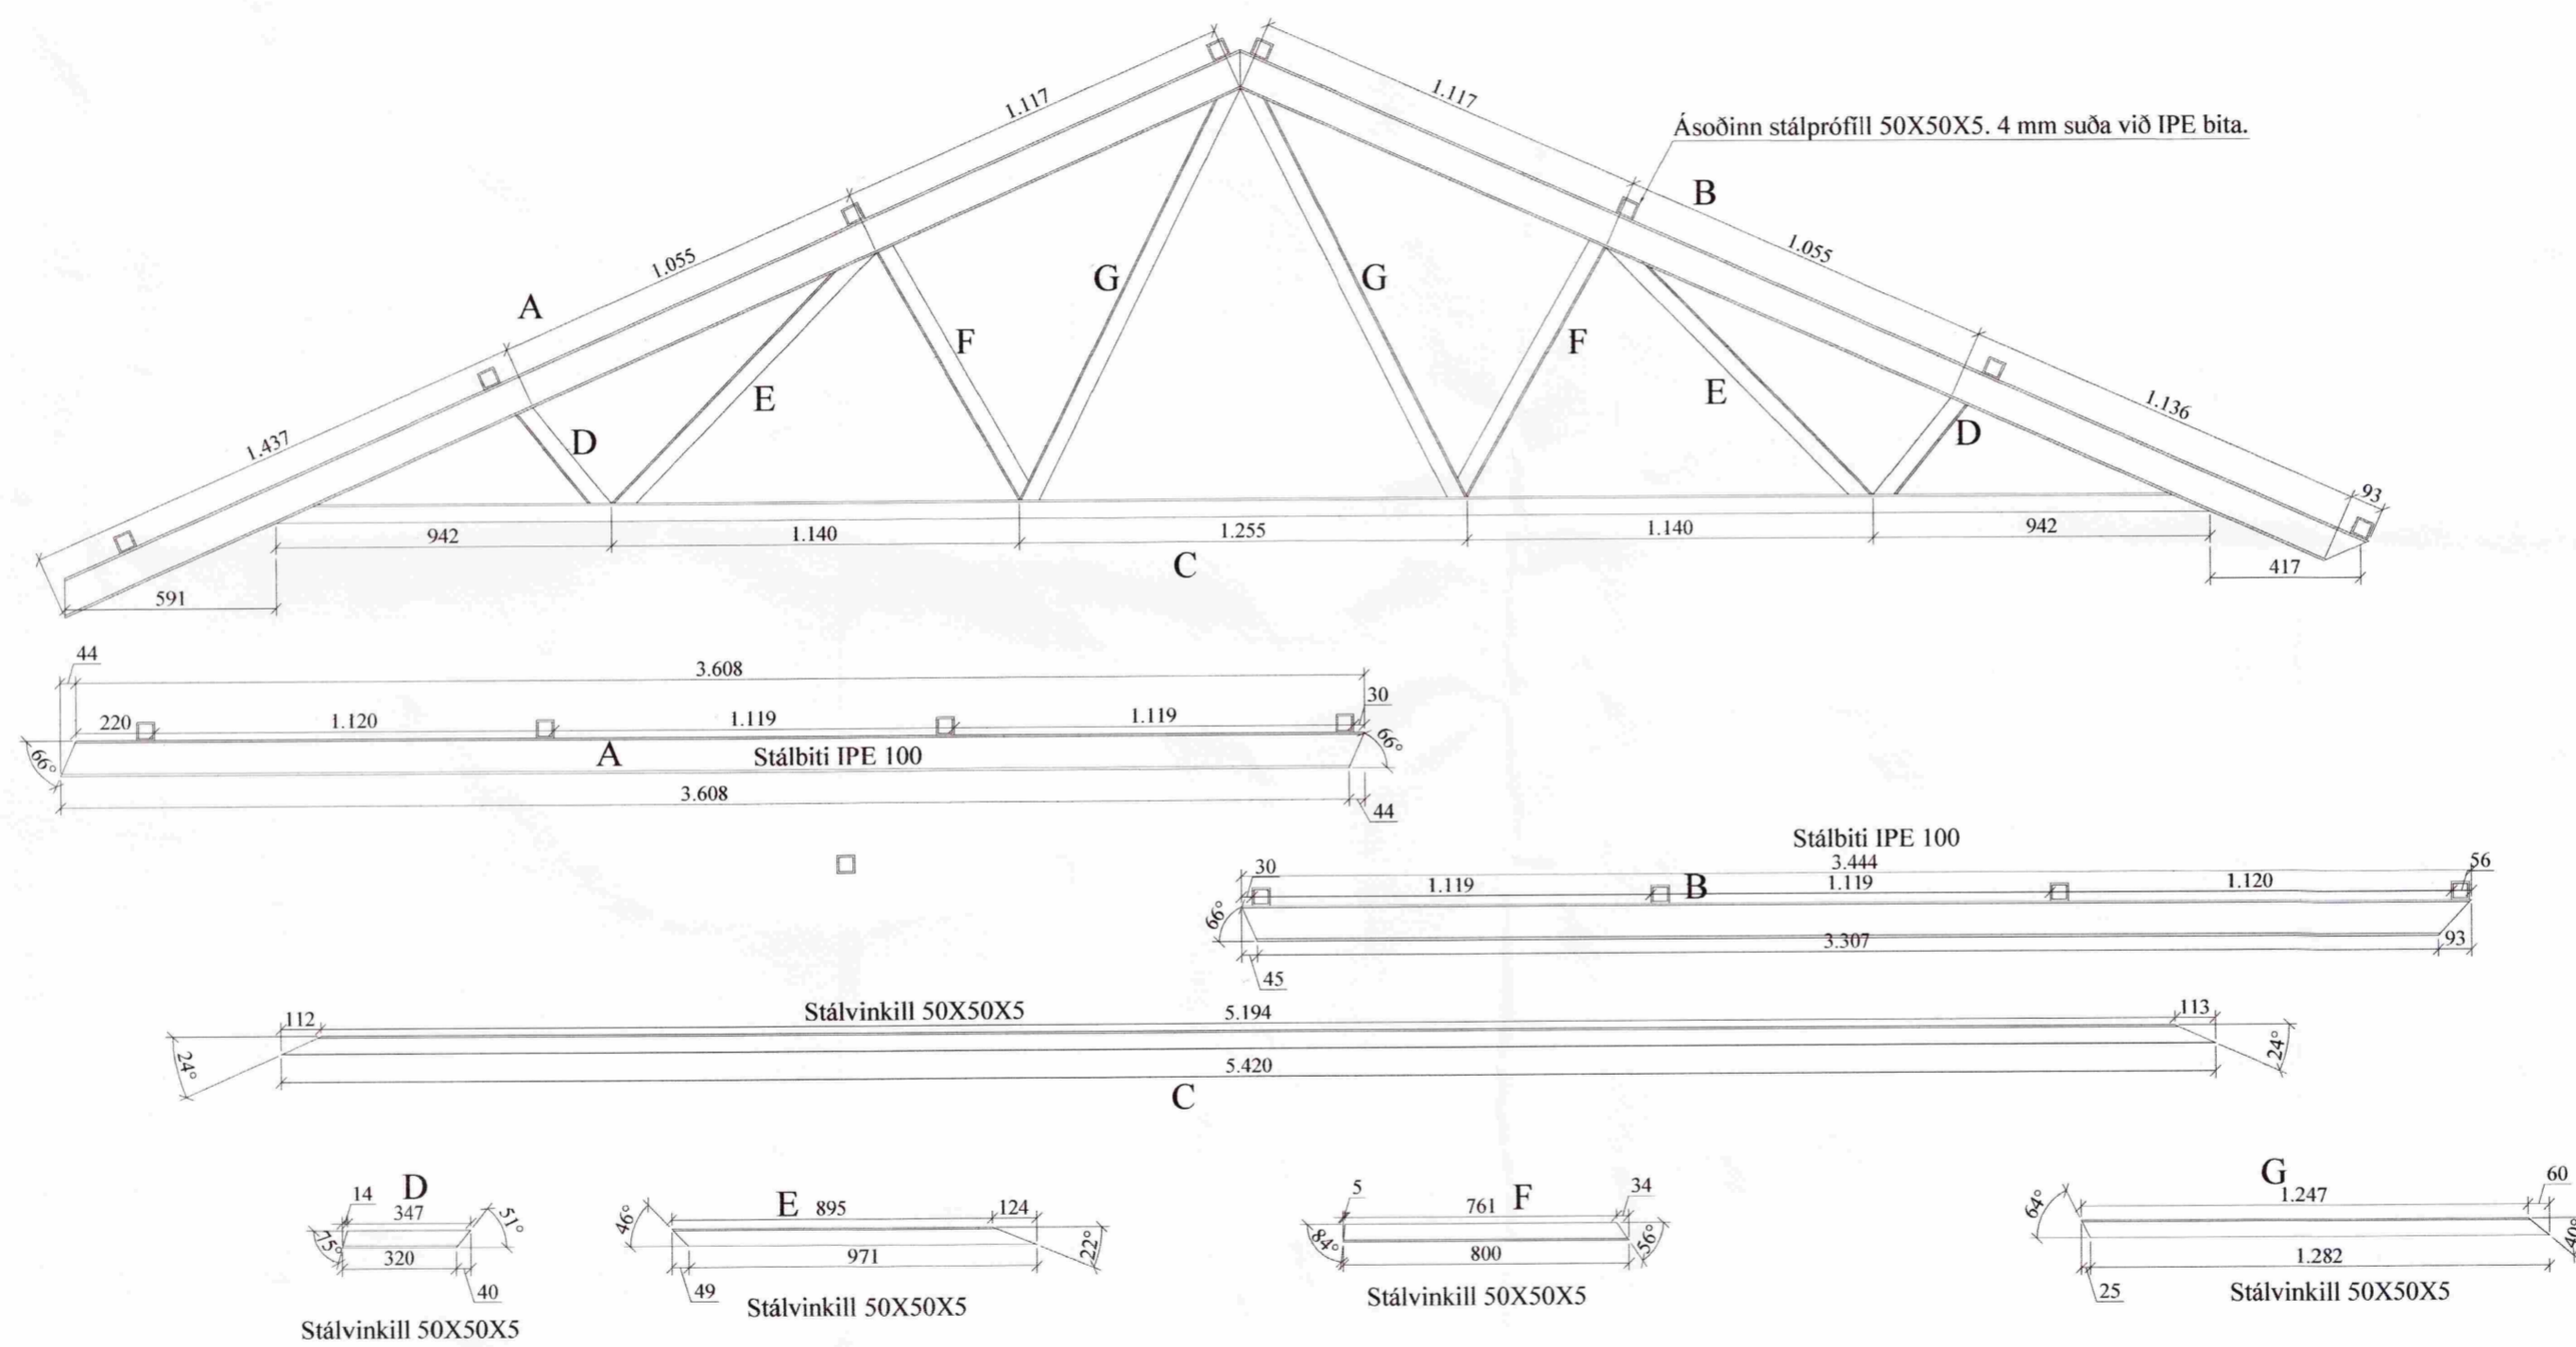 1.117
1.117
Ásoðinn stálprófíll 50X50X5. 4 mm suða við IPE bita.
B
1.055
1.055
A
G
G
F
F
E
E
1.437
D
D
1.136
93
942
1.140
1.255
1.140
942
C
591
417
44
3.608
30
220
1.120
1.119
1.119
66°
A
Stálbiti IPE 100
66°
3.608
44
Stálbiti IPE 100
3.444
56
30
1.119
B
1.119
1.120
66°
3.307
93
45
Stálvinkill 50X50X5
5.194
112
113
24°
24°
5.420
C
14
D
347
51°
75°
320
40
Stálvinkill 50X50X5
E
895
124
46°
22°
971
49
Stálvinkill 50X50X5
5
761
F
34
84°
56°
800
Stálvinkill 50X50X5
G
60
1.247
64°
40°
1.282
25
Stálvinkill 50X50X5